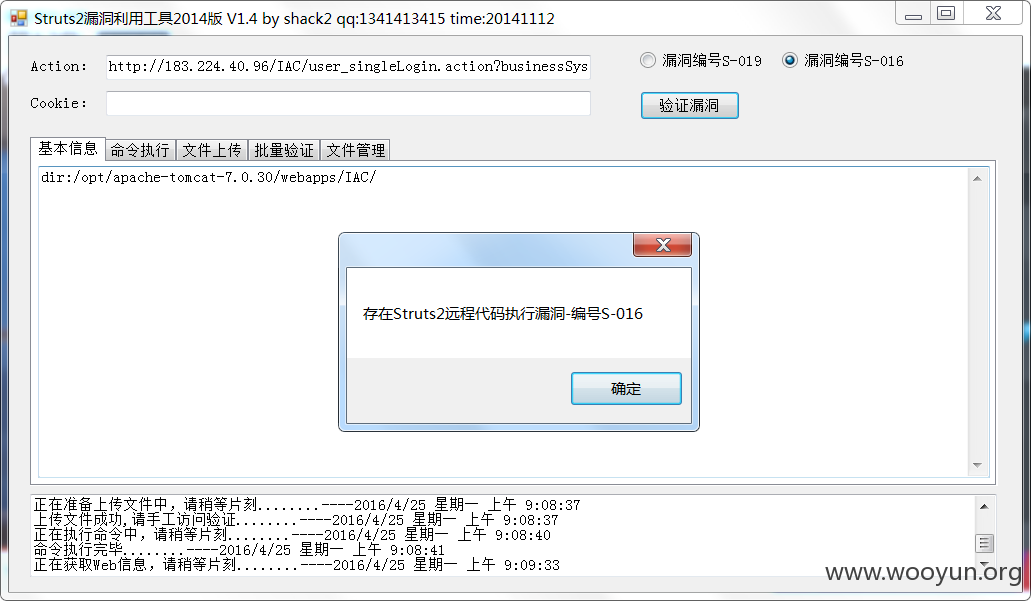 Struts2漏洞利用工具2014版 V1.4 by shack2 qq:1341413415 time:20141112
Action: http://183.224.40.96/IAC/user_singleLogin.action?businessSys
漏洞编号S-019 漏洞编号S-016
Cookie:
验证漏洞
基本信息 命令执行 文件上传 批量验证 文件管理
dir:/opt/apache-tomcat-7.0.30/webapps/IAC/
存在Struts2远程代码执行漏洞-编号S-016
确定
正在准备上传文件中，请稍等片刻........----2016/4/25 星期一 上午 9:08:37
上传文件成功,请手工访问验证........----2016/4/25 星期一 上午 9:08:37
正在执行命令中，请稍等片刻........----2016/4/25 星期一 上午 9:08:40
命令执行完毕........----2016/4/25 星期一 上午 9:08:41
正在获取Web信息，请稍等片刻........----2016/4/25 星期一 上午 9:09:33
www.wooyun.org